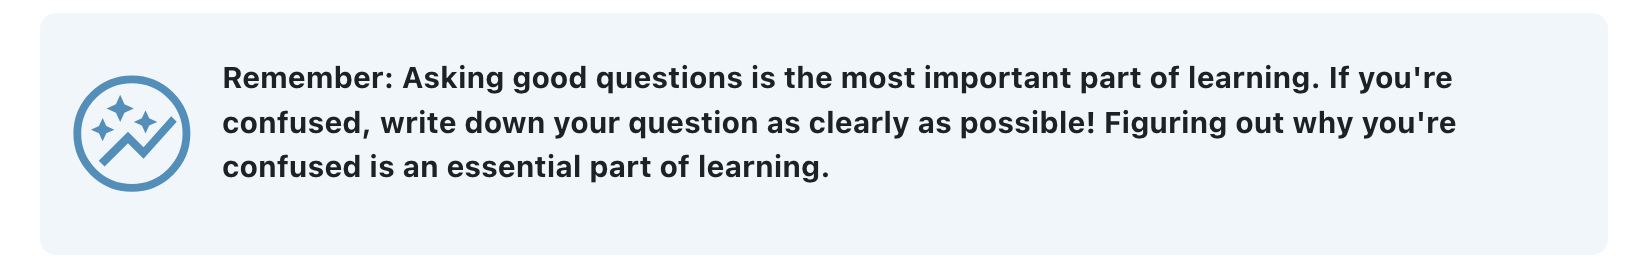 Remember: Asking good questions is the most important part of learning. If you're
confused, write down your question as clearly as possible! Figuring out why you're
confused is an essential part of learning.